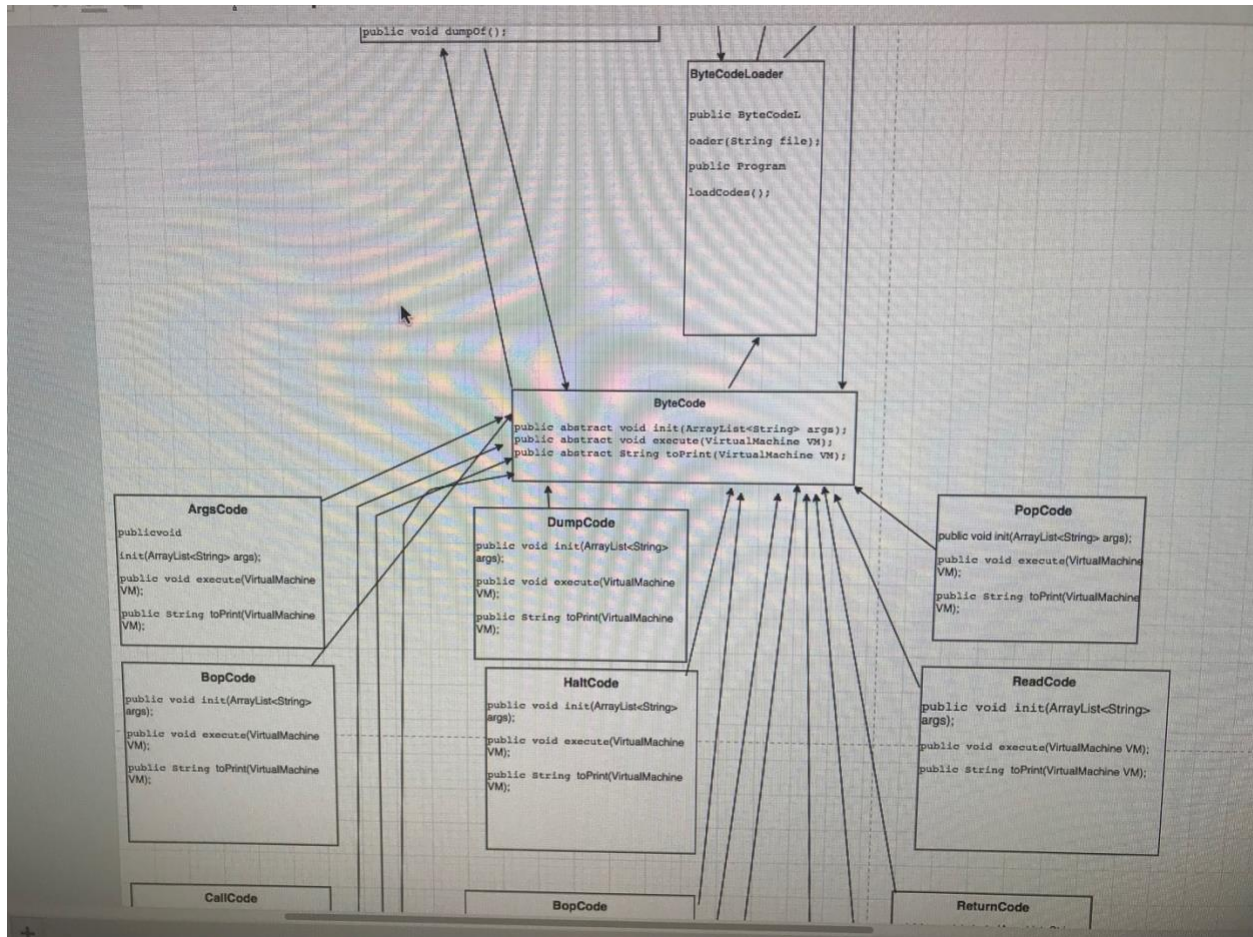 public void dumpOf();
ByteCodeLoader
public ByteCodeL
oader(String file);
public Program
loadCodes();
ByteCode
public abstract void init(ArrayList<String> args);
public abstract void execute(VirtualMachine VM);
public abstract String toPrint(VirtualMachine VM);
ArgsCode
publicvoid
init(ArrayList<String> args);
public void execute(VirtualMachine
VM);
public String toPrint(VirtualMachine
VM);
DumpCode
public void init(ArrayList<String>
args);
public void execute(VirtualMachine
VM);
public String toPrint(VirtualMachine
VM);
PopCode
public void init(ArrayList<String> args);
public void execute(VirtualMachine
VM);
public String toPrint(VirtualMachine
VM);
BopCode
public void init(ArrayList<String>
args);
public void execute(VirtualMachine
VM);
public String toPrint(VirtualMachine
VM);
HaltCode
public void init(ArrayList<String>
args);
public void execute(VirtualMachine
VM);
public String toPrint(VirtualMachine
VM);
ReadCode
public void init(ArrayList<String>
args);
public void execute(VirtualMachine VM);
public String toPrint(VirtualMachine VM);
CallCode
BopCode
ReturnCode